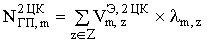 N^{2 ЦК}_{ГП, m} = ∑_{z∈Z} V^{Э, 2 ЦК}_{m, z} × λ_{m, z}